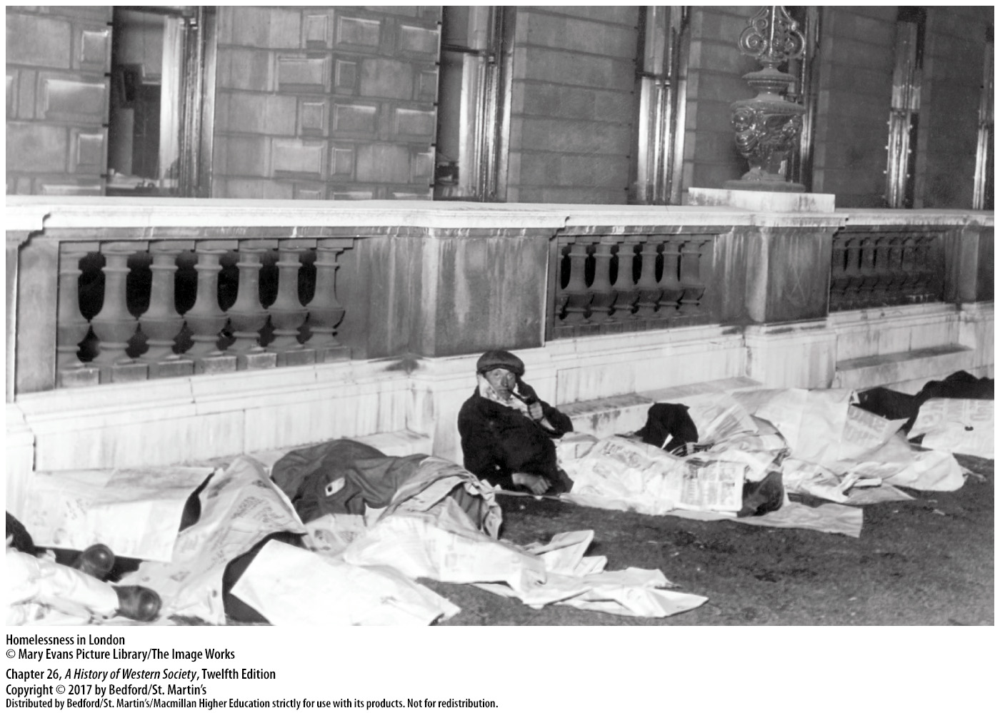 Homelessness in London
© Mary Evans Picture Library/The Image Works
Chapter 26, A History of Western Society, Twelfth Edition
Copyright © 2017 by Bedford/St. Martin’s
Distributed by Bedford/St. Martin’s/Macmillan Higher Education strictly for use with its products. Not for redistribution.